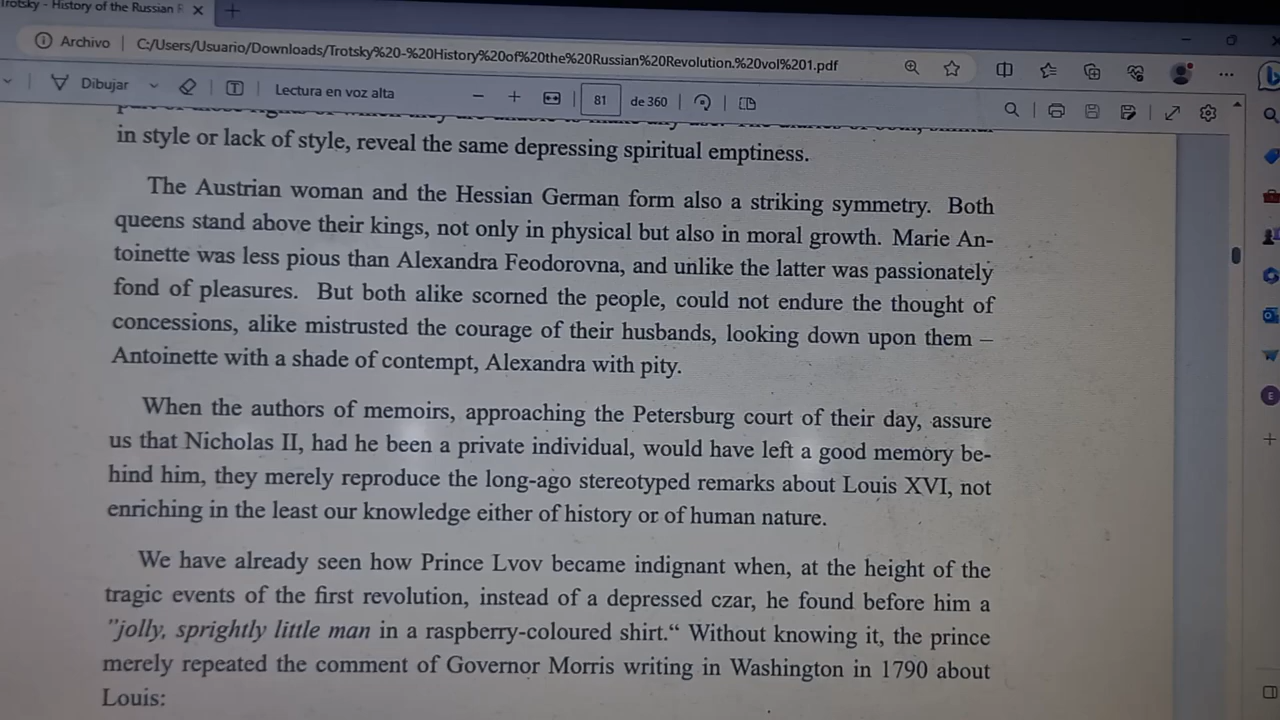 Trotsky - History of the Russian
Archivo
C:/Users/Usuario/Downloads/Trotsky%20-%20History%20of%20the%20Russian%20Revolution.%20vol%201.pdf
Dibujar
Lectura en voz alta
81
de 360
in style or lack of style, reveal the same depressing spiritual emptiness.
The Austrian woman and the Hessian German form also a striking symmetry. Both
queens stand above their kings, not only in physical but also in moral growth. Marie An-
toinette was less pious than Alexandra Feodorovna, and unlike the latter was passionately
fond of pleasures. But both alike scorned the people, could not endure the thought of
concessions, alike mistrusted the courage of their husbands, looking down upon them –
Antoinette with a shade of contempt, Alexandra with pity.
When the authors of memoirs, approaching the Petersburg court of their day, assure
us that Nicholas II, had he been a private individual, would have left a good memory be-
hind him, they merely reproduce the long-ago stereotyped remarks about Louis XVI, not
enriching in the least our knowledge either of history or of human nature.
We have already seen how Prince Lvov became indignant when, at the height of the
tragic events of the first revolution, instead of a depressed czar, he found before him a
"jolly, sprightly little man in a raspberry-coloured shirt.“ Without knowing it, the prince
merely repeated the comment of Governor Morris writing in Washington in 1790 about
Louis: